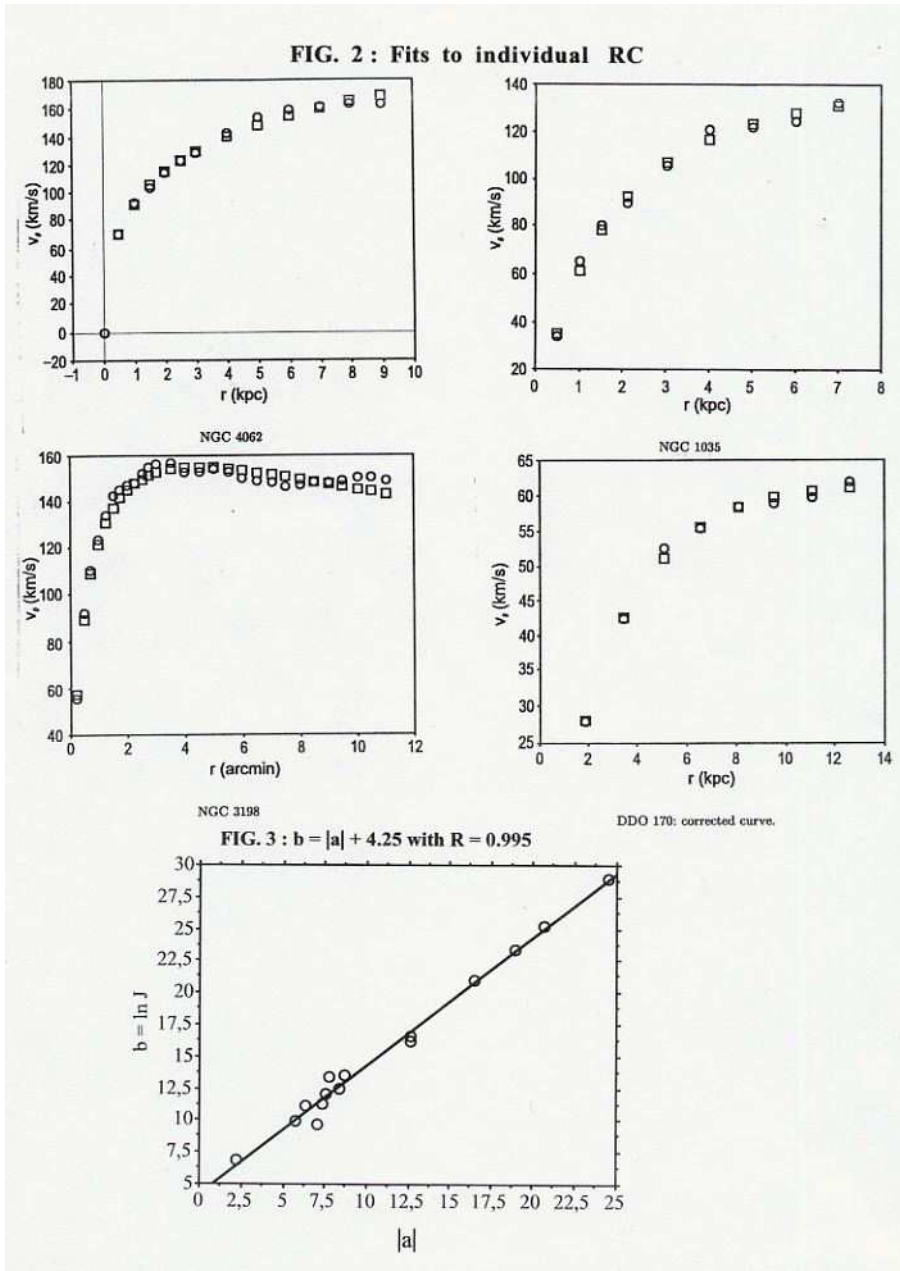 FIG. 2 : Fits to individual RC
180
160
140
120
100
80
60
40
20
0
–20
vφ (km/s)
–1 0 1 2 3 4 5 6 7 8 9 10
r (kpc)
NGC 4062
140
120
100
80
60
40
20
vφ (km/s)
0 1 2 3 4 5 6 7 8
r (kpc)
NGC 1035
160
140
120
100
80
60
40
vφ (km/s)
0 2 4 6 8 10 12
r (arcmin)
NGC 3198
65
60
55
50
45
40
35
30
25
vφ (km/s)
0 2 4 6 8 10 12 14
r (kpc)
DDO 170: corrected curve.
FIG. 3 : b = |a| + 4.25 with R = 0.995
30
27,5
25
22,5
20
17,5
15
12,5
10
7,5
5
b = ln J
0 2,5 5 7,5 10 12,5 15 17,5 20 22,5 25
|a|